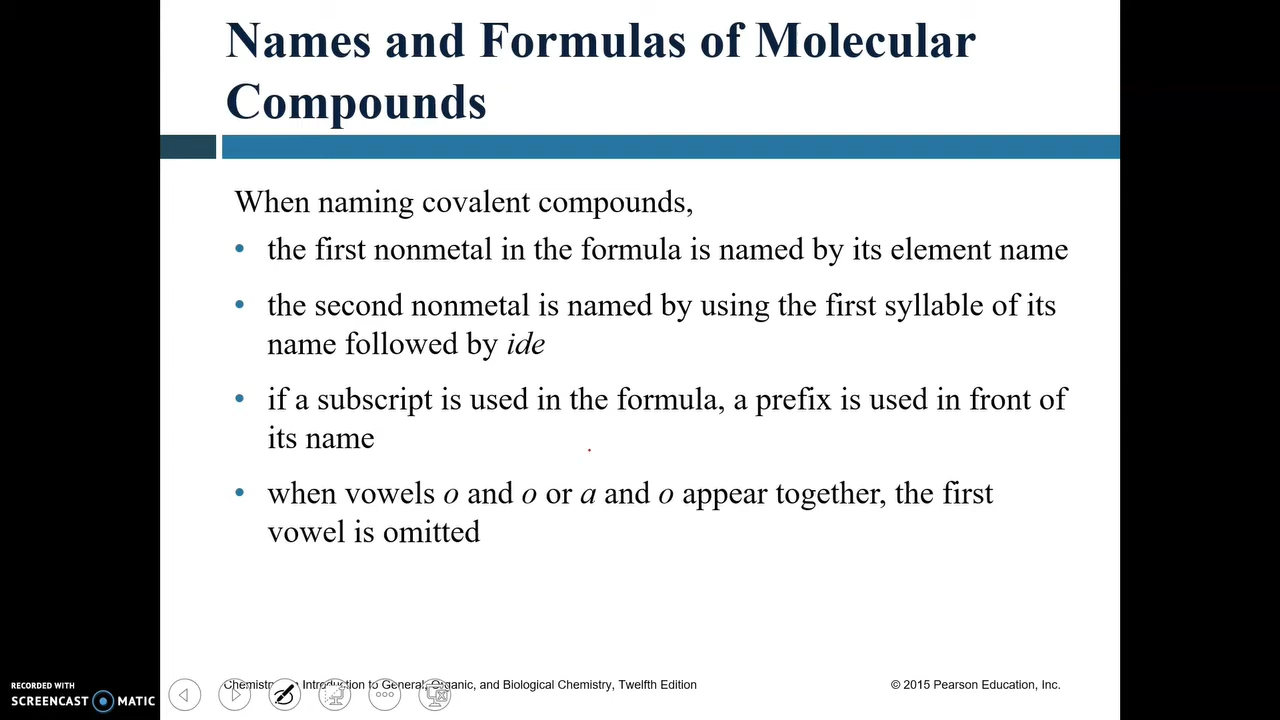 Names and Formulas of Molecular
Compounds
When naming covalent compounds,
• the first nonmetal in the formula is named by its element name
• the second nonmetal is named by using the first syllable of its
name followed by ide
• if a subscript is used in the formula, a prefix is used in front of
its name
• when vowels o and o or a and o appear together, the first
vowel is omitted
Introduction to General, Organic, and Biological Chemistry, Twelfth Edition
© 2015 Pearson Education, Inc.
RECORDED WITH
SCREENCAST MATIC